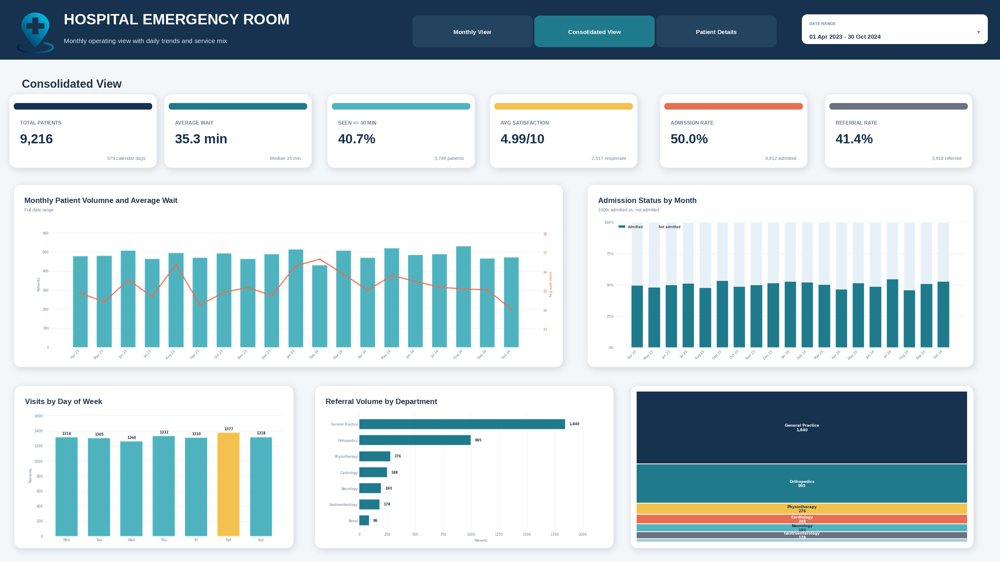 HOSPITAL EMERGENCY ROOM
Monthly operating view with daily trends and service mix
Monthly View
Consolidated View
Patient Details
DATE RANGE
01 Apr 2023 - 30 Oct 2024
▼
Consolidated View
TOTAL PATIENTS
9,216
579 calendar days
AVERAGE WAIT
35.3 min
Median 35 min
SEEN <= 30 MIN
40.7%
3,749 patients
AVG SATISFACTION
4.99/10
2,517 responses
ADMISSION RATE
50.0%
4,612 admitted
REFERRAL RATE
41.4%
3,816 referred
Monthly Patient Volumne and Average Wait
Full date range
600
500
400
300
200
100
0
Patients
38
37
36
35
34
33
Avg wait (min)
Apr 23
May 23
Jun 23
Jul 23
Aug 23
Sep 23
Oct 23
Nov 23
Dec 23
Jan 24
Feb 24
Mar 24
Apr 24
May 24
Jun 24
Jul 24
Aug 24
Sep 24
Oct 24
Admission Status by Month
100% admitted vs. not admitted
Admitted
Not admitted
100%
75%
50%
25%
0%
Apr 23
May 23
Jun 23
Jul 23
Aug 23
Sep 23
Oct 23
Nov 23
Dec 23
Jan 24
Feb 24
Mar 24
Apr 24
May 24
Jun 24
Jul 24
Aug 24
Sep 24
Oct 24
Visits by Day of Week
1600
1400
1200
1000
800
600
400
200
0
Patients
1314
1305
1260
1332
1310
1377
1318
Mon
Tue
Wed
Thu
Fri
Sat
Sun
Referral Volume by Department
General Practice
1,840
Orthopedics
995
Physiotherapy
276
Cardiology
248
Neurology
193
Gastroenterology
178
Renal
86
0
250
500
750
1000
1250
1500
1750
2000
Patients
General Practice
1,840
Orthopedics
995
Physiotherapy
276
Cardiology
248
Neurology
193
Gastroenterology
178